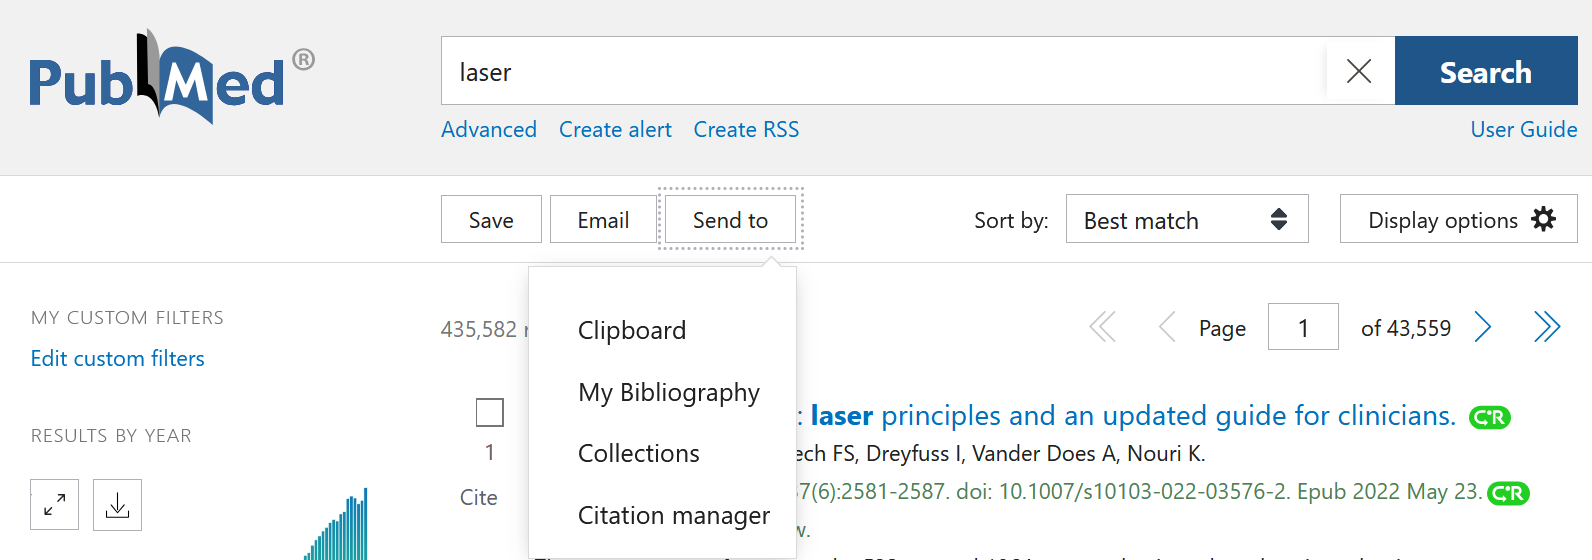 PubMed®
laser
Search
Advanced Create alert Create RSS User Guide
Save Email Send to Sort by: Best match Display options
MY CUSTOM FILTERS
Edit custom filters
435,582
Page 1 of 43,559
Clipboard
My Bibliography
Collections
Citation manager
: laser principles and an updated guide for clinicians.
FS, Dreyfuss I, Vander Does A, Nouri K.
(6):2581-2587. doi: 10.1007/s10103-022-03576-2. Epub 2022 May 23.
1
Cite
RESULTS BY YEAR